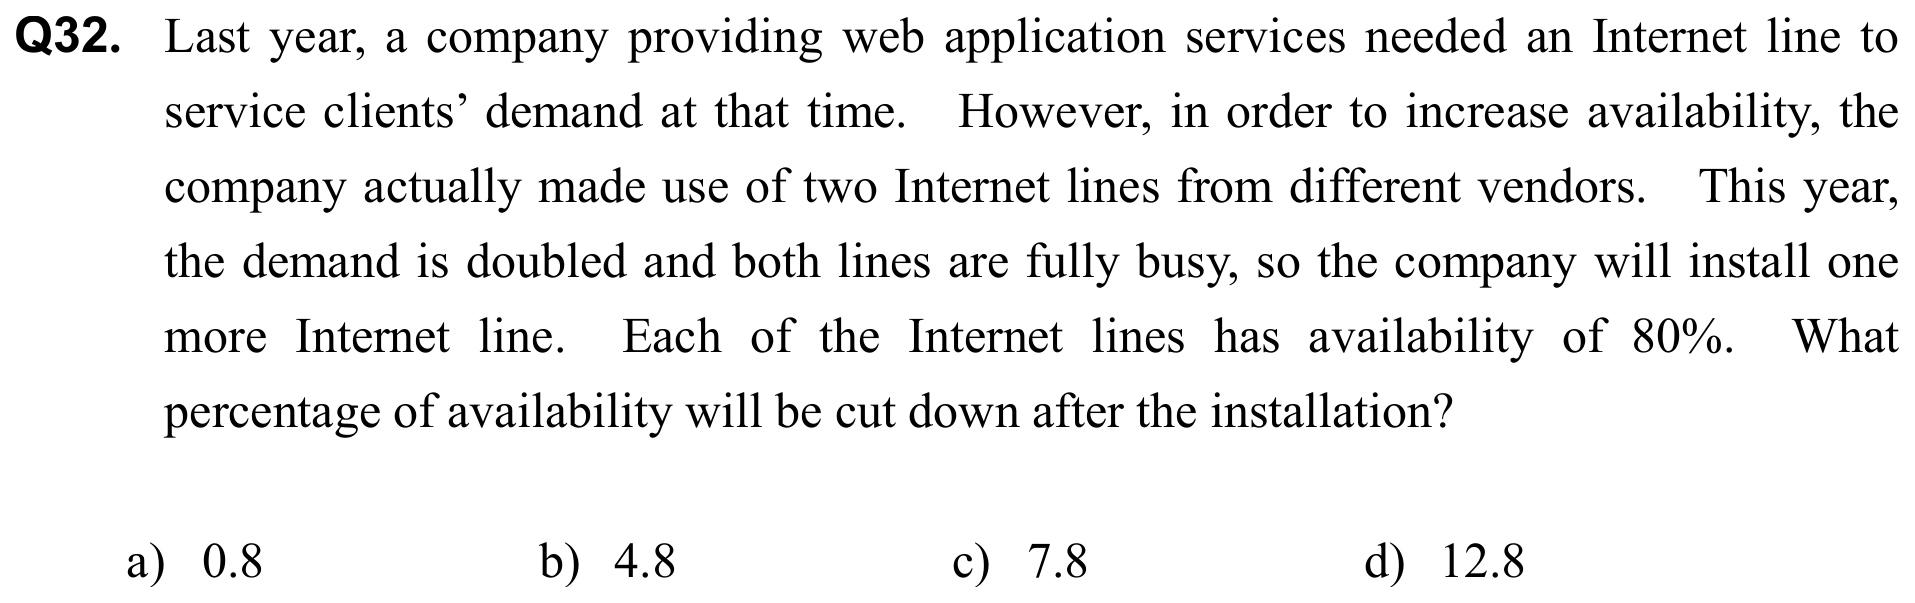 Q32. Last year, a company providing web application services needed an Internet line to
service clients’ demand at that time. However, in order to increase availability, the
company actually made use of two Internet lines from different vendors. This year,
the demand is doubled and both lines are fully busy, so the company will install one
more Internet line. Each of the Internet lines has availability of 80%. What
percentage of availability will be cut down after the installation?
a) 0.8 b) 4.8 c) 7.8 d) 12.8